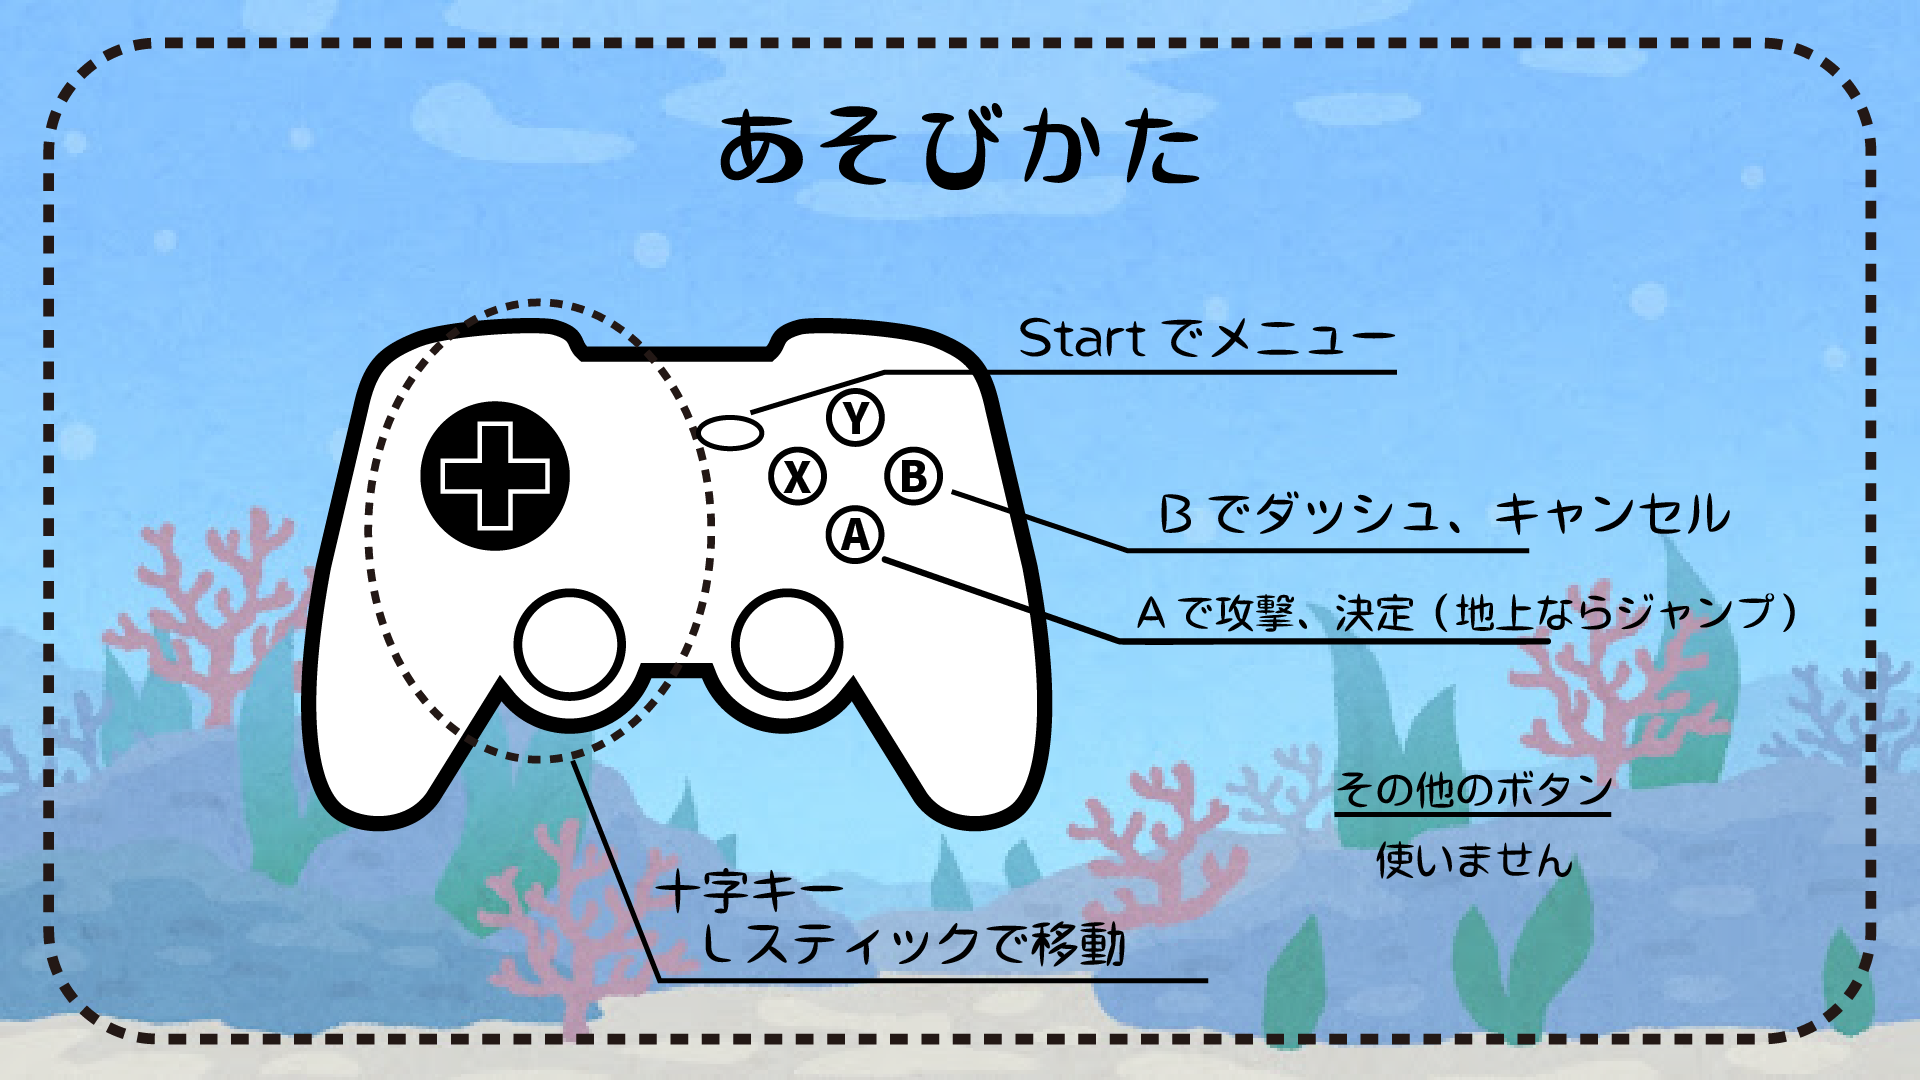 あそびかた
Start でメニュー
Y
X
B
A
B でダッシュ、キャンセル
A で攻撃、決定（地上ならジャンプ）
その他のボタン
使いません
十字キー
L スティックで移動